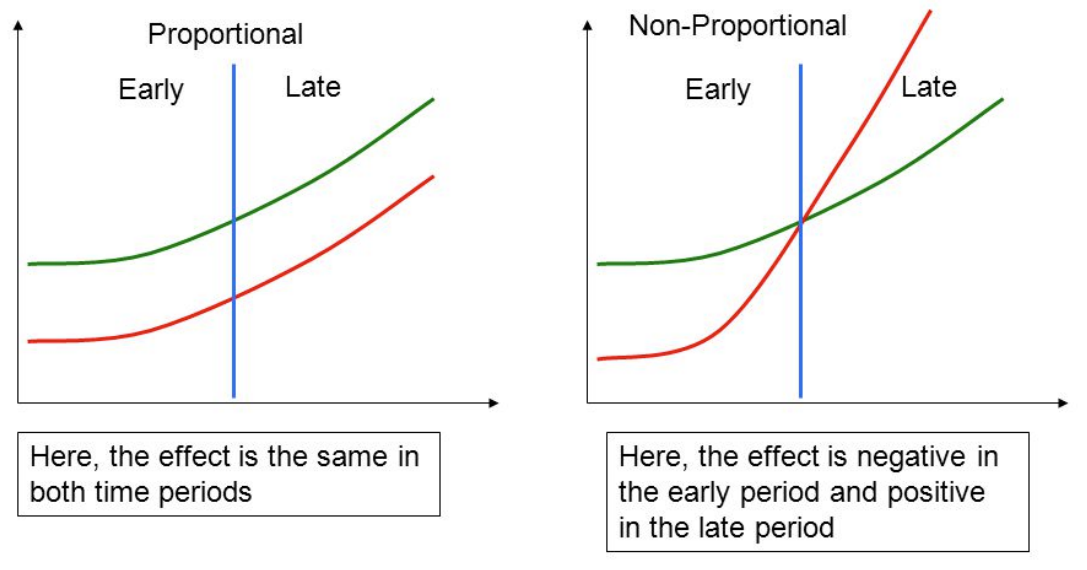 Proportional
Early
Late
Here, the effect is the same in
both time periods
Non-Proportional
Early
Late
Here, the effect is negative in
the early period and positive
in the late period